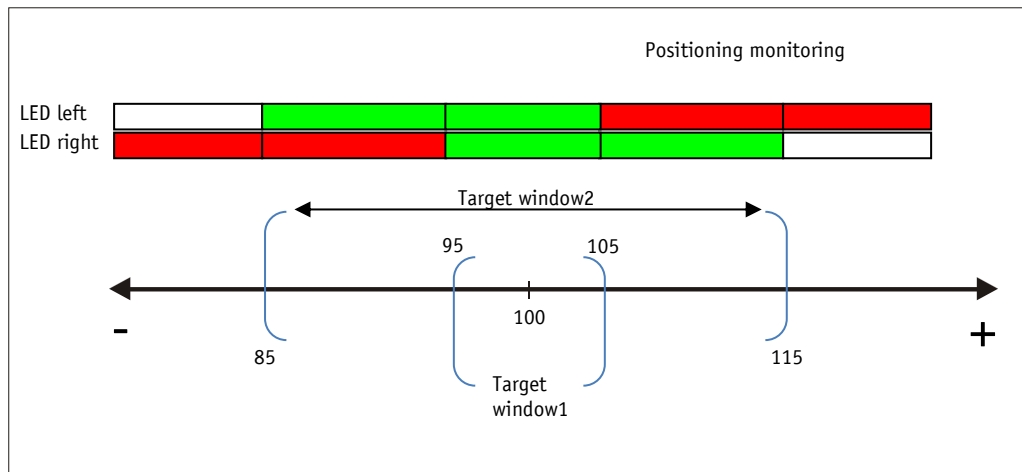 Positioning monitoring
LED left
LED right
Target window2
95
105
100
-
+
85
115
Target
window1